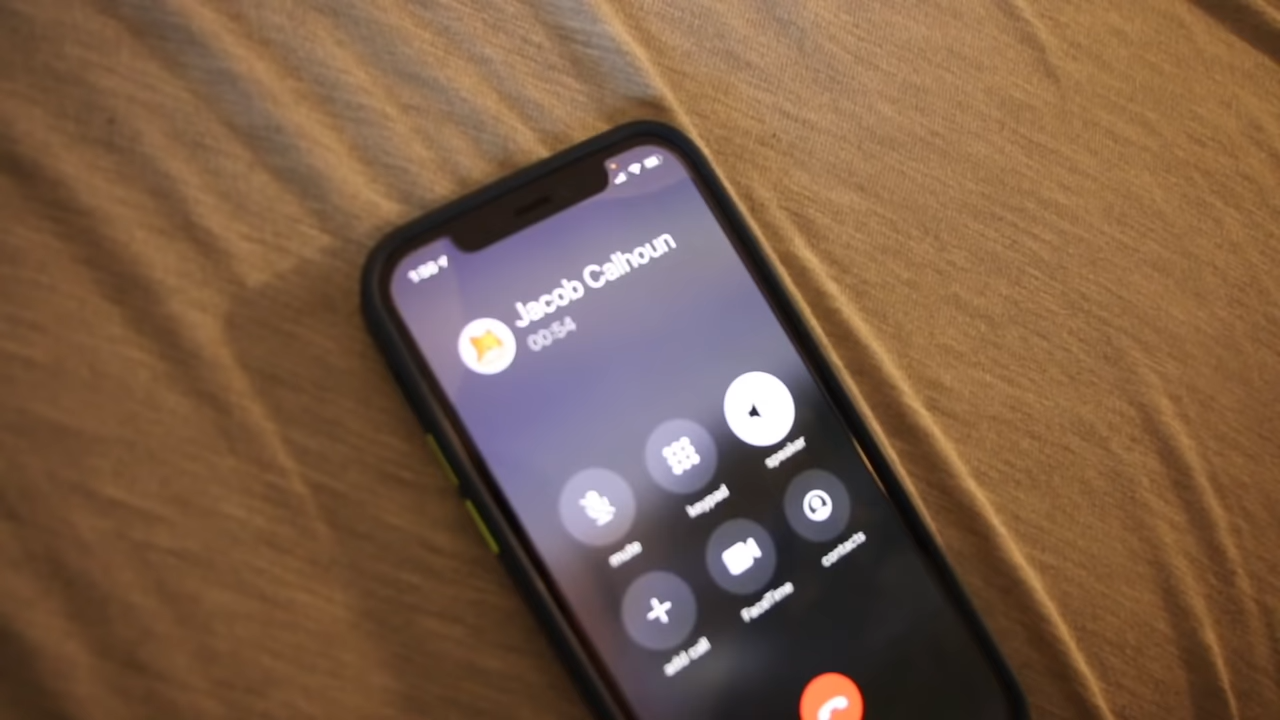 Jacob Calhoun
00:54
mute
keypad
speaker
add call
FaceTime
contacts